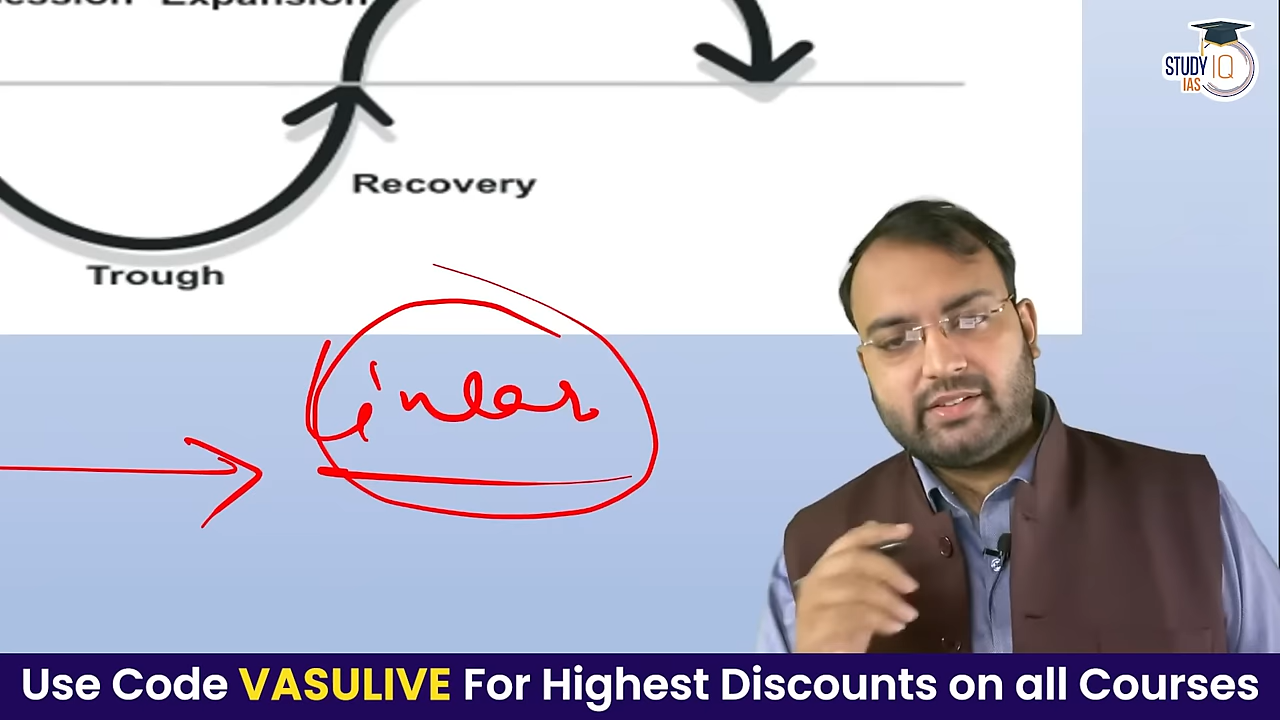 ession Expansion
STUDY IQ
IAS
Recovery
Trough
Linear
Use Code VASULIVE For Highest Discounts on all Courses